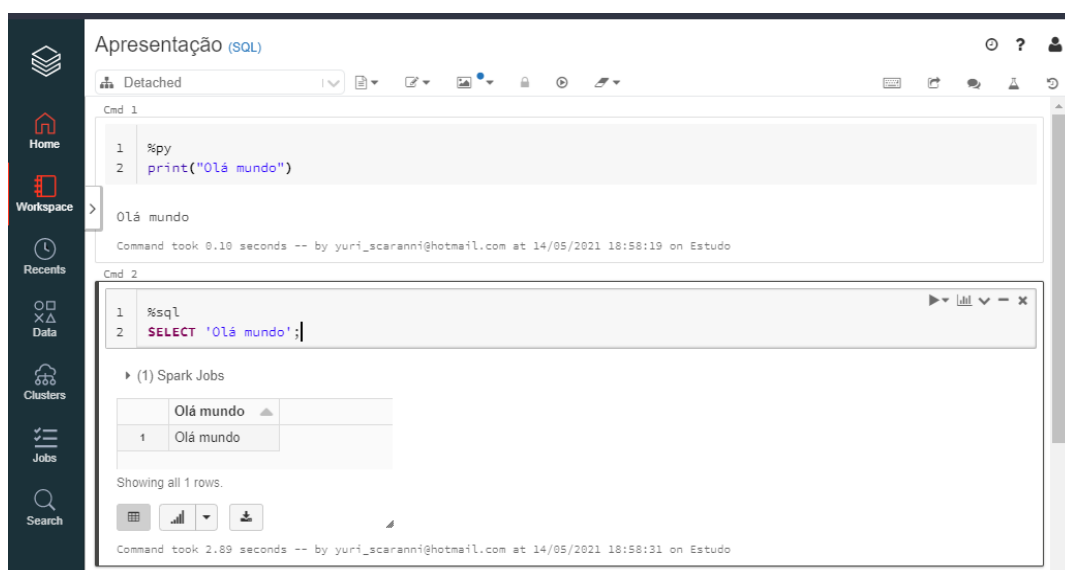 Apresentação (SQL)
?
Detached
Cmd 1
Home
1 %py
2 print("Olá mundo")
Workspace
Olá mundo
Command took 0.10 seconds -- by yuri_scaranni@hotmail.com at 14/05/2021 18:58:19 on Estudo
Recents
Cmd 2
1 %sql
2 SELECT 'Olá mundo';
Data
(1) Spark Jobs
Clusters
Olá mundo
1 Olá mundo
Jobs
Showing all 1 rows.
Search
Command took 2.89 seconds -- by yuri_scaranni@hotmail.com at 14/05/2021 18:58:31 on Estudo